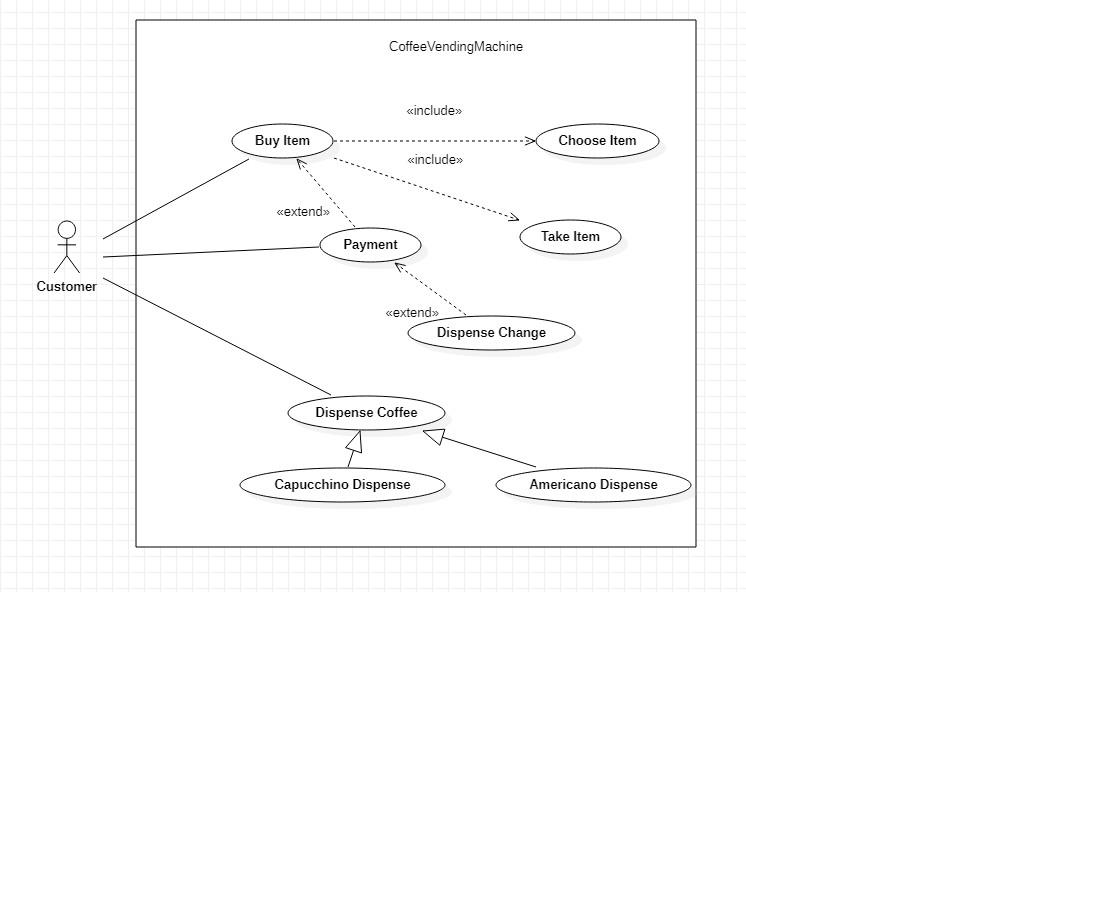 CoffeeVendingMachine
«include»
Buy Item
Choose Item
«include»
«extend»
Take Item
Payment
Customer
«extend»
Dispense Change
Dispense Coffee
Capucchino Dispense
Americano Dispense